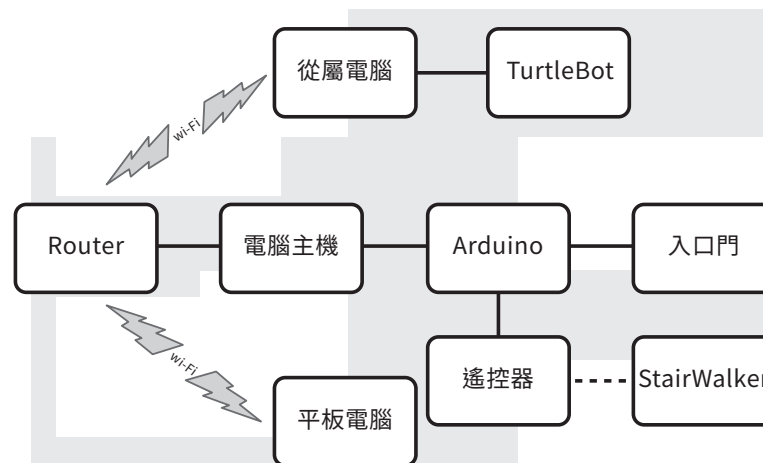 從屬電腦
TurtleBot
wi-Fi
Router
電腦主機
Arduino
入口門
wi-Fi
遙控器
StairWalker
平板電腦